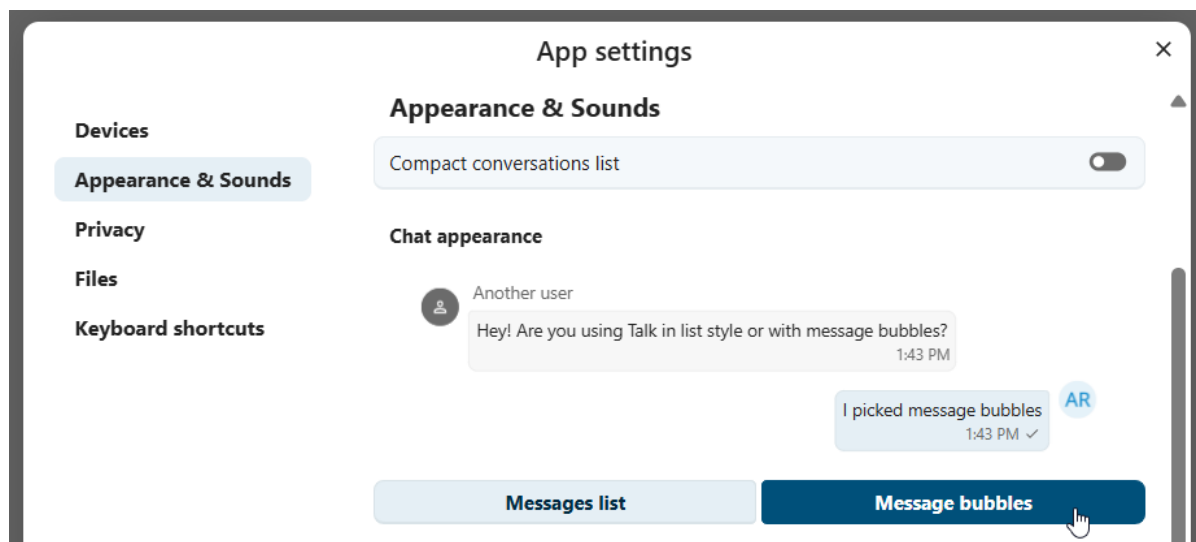 App settings
Devices
Appearance & Sounds
Privacy
Files
Keyboard shortcuts
Appearance & Sounds
Compact conversations list
Chat appearance
Another user
Hey! Are you using Talk in list style or with message bubbles?
1:43 PM
I picked message bubbles
AR
1:43 PM
Messages list
Message bubbles